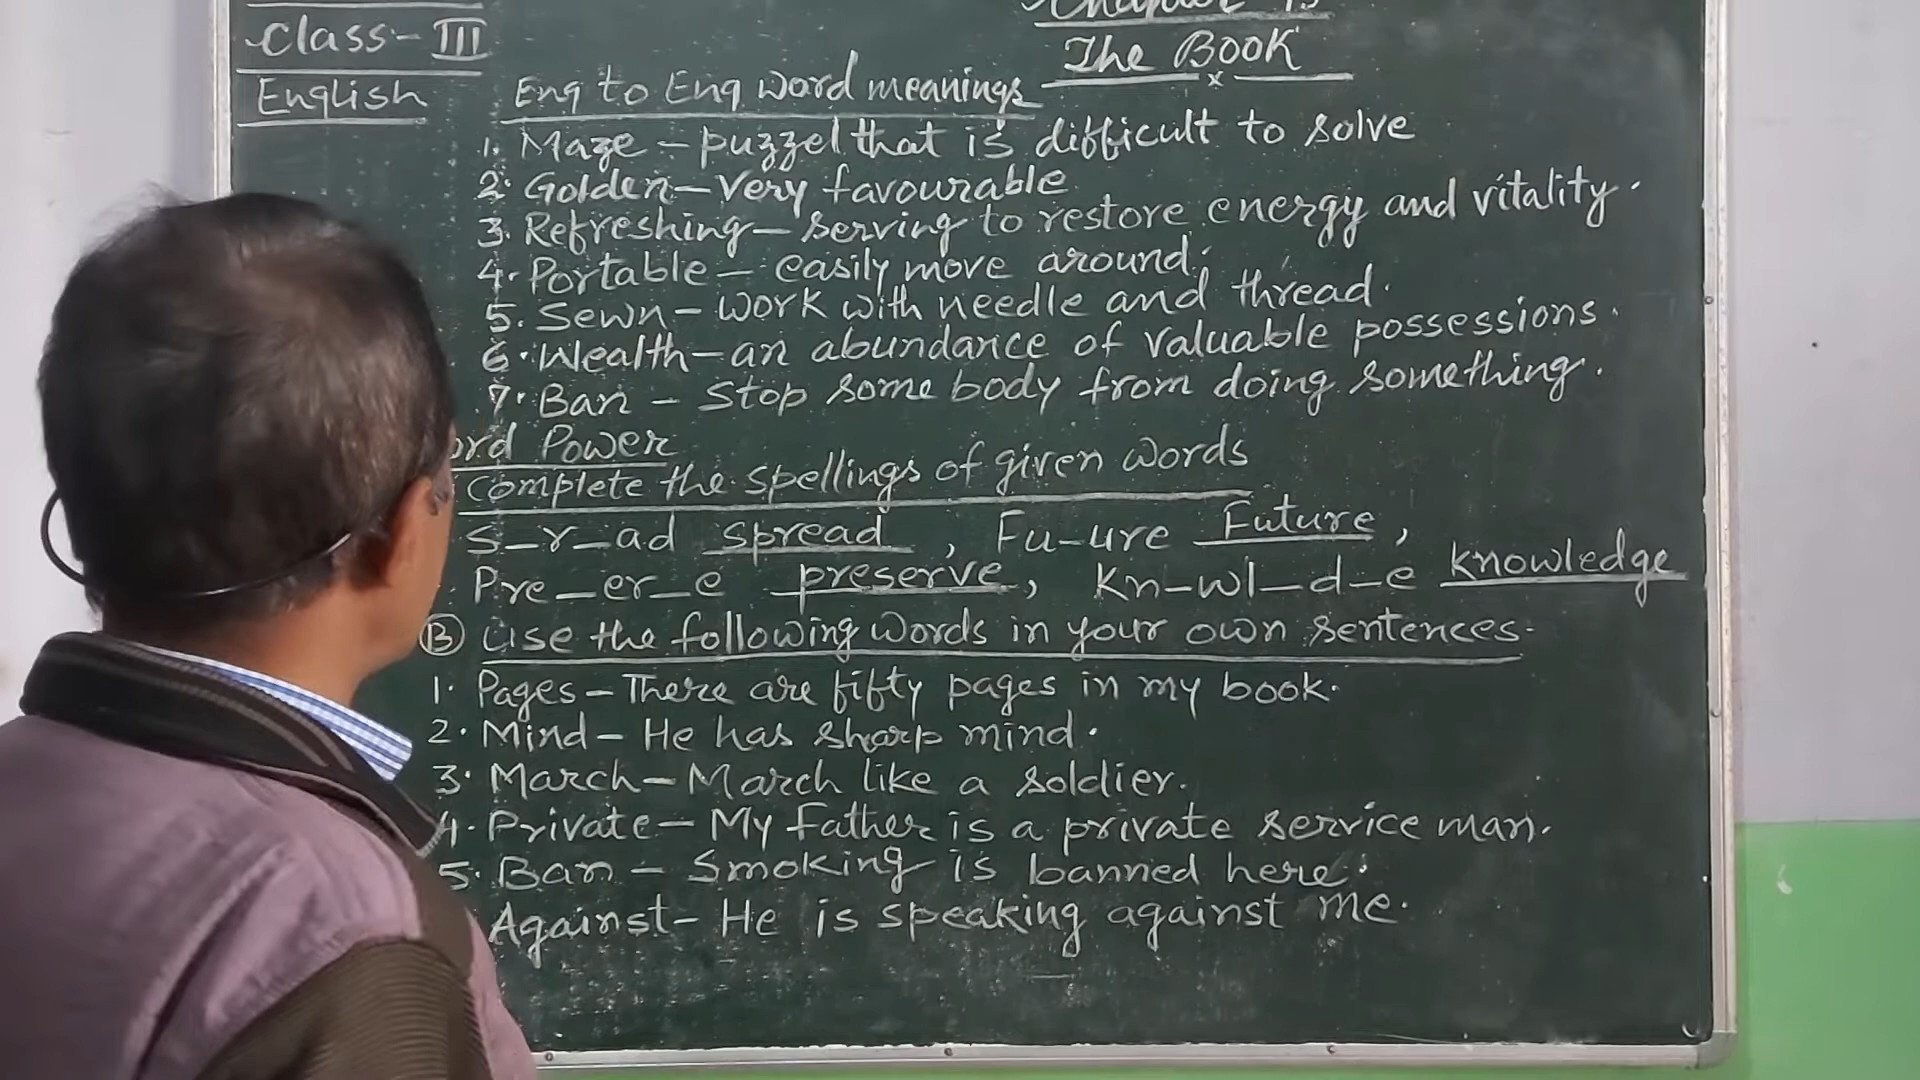 Class - III
The Book
English
Eng to Eng word meanings
1. Maze - puzzel that is difficult to solve
2. Golden - Very favourable
3. Refreshing - serving to restore energy and vitality.
4. Portable - easily move around.
5. Sewn - work with needle and thread.
6. Wealth - an abundance of valuable possessions.
7. Ban - Stop some body from doing something.
Power
Complete the spellings of given words
S_r_ad spread, Fu_ure Future,
Pre_er_e preserve, Kn_wl_d_e knowledge
B Use the following words in your own sentences.
1. Pages - There are fifty pages in my book.
2. Mind - He has sharp mind.
3. March - March like a soldier.
4. Private - My Father is a private service man.
5. Ban - Smoking is banned here.
Against - He is speaking against me.